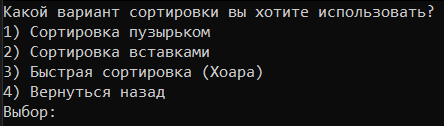 Какой вариант сортировки вы хотите использовать?
1) Сортировка пузырьком
2) Сортировка вставками
3) Быстрая сортировка (Хоара)
4) Вернуться назад
Выбор: